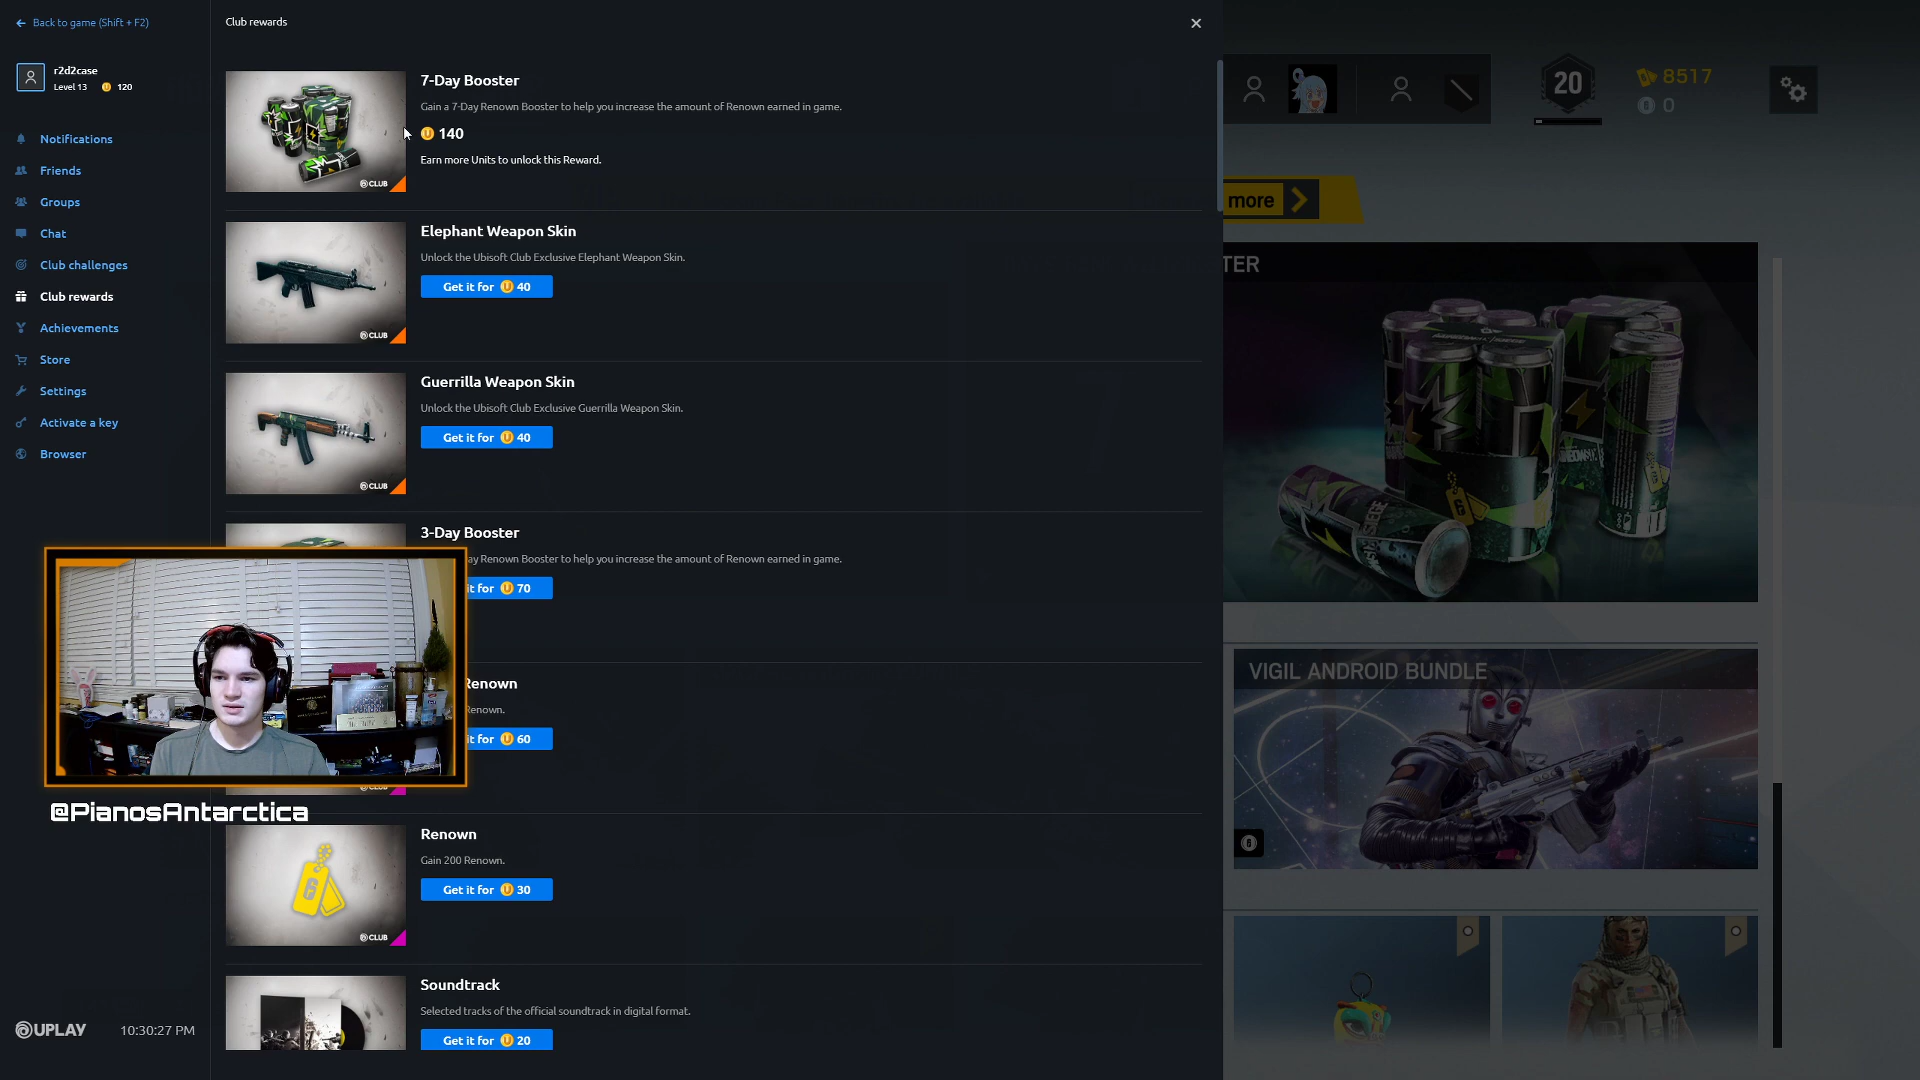 Back to game (Shift + F2)
r2d2case
Level 13 120
Notifications
Friends
Groups
Chat
Club challenges
Club rewards
Achievements
Store
Settings
Activate a key
Browser
@PianosAntarctica
UPLAY
10:30:27 PM
Club rewards
7-Day Booster
Gain a 7-Day Renown Booster to help you increase the amount of Renown earned in game.
140
Earn more Units to unlock this Reward.
CLUB
Elephant Weapon Skin
Unlock the Ubisoft Club Exclusive Elephant Weapon Skin.
Get it for 40
CLUB
Guerrilla Weapon Skin
Unlock the Ubisoft Club Exclusive Guerrilla Weapon Skin.
Get it for 40
CLUB
3-Day Booster
Renown Booster to help you increase the amount of Renown earned in game.
it for 70
Renown
Renown.
it for 60
Renown
Gain 200 Renown.
Get it for 30
CLUB
Soundtrack
Selected tracks of the official soundtrack in digital format.
Get it for 20
20
8517
0
more
TER
VIGIL ANDROID BUNDLE